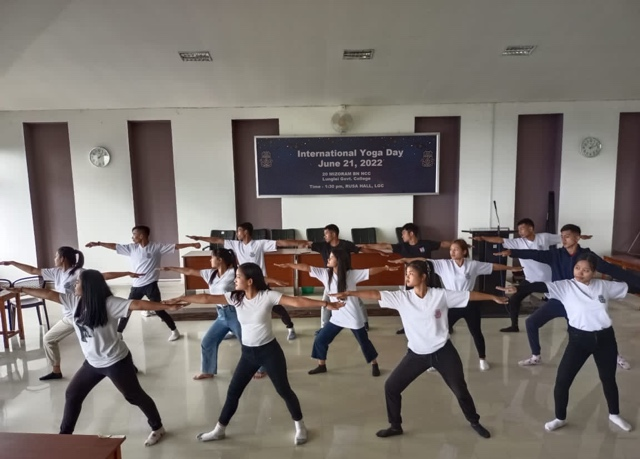 International Yoga Day
June 21, 2022
20 MIZORAM BN NCC
Lunglei Govt. College
Time - 1:30 pm, RUSA HALL, LGC